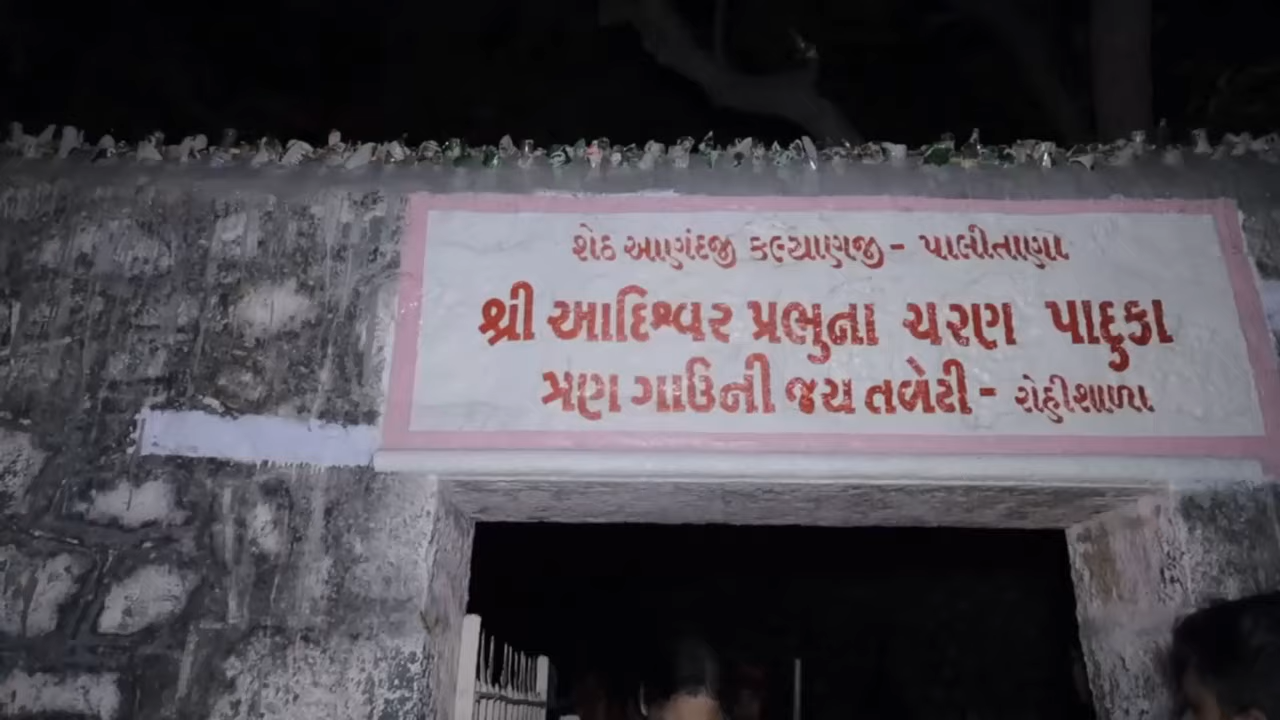 શેઠ આણંદજી કલ્યાણજી - પાલીતાણા
શ્રી આદિશ્વર પ્રભુના ચરણ પાદુકા
ત્રણ ગાઉની જય તળેટી - રોહીશાળા